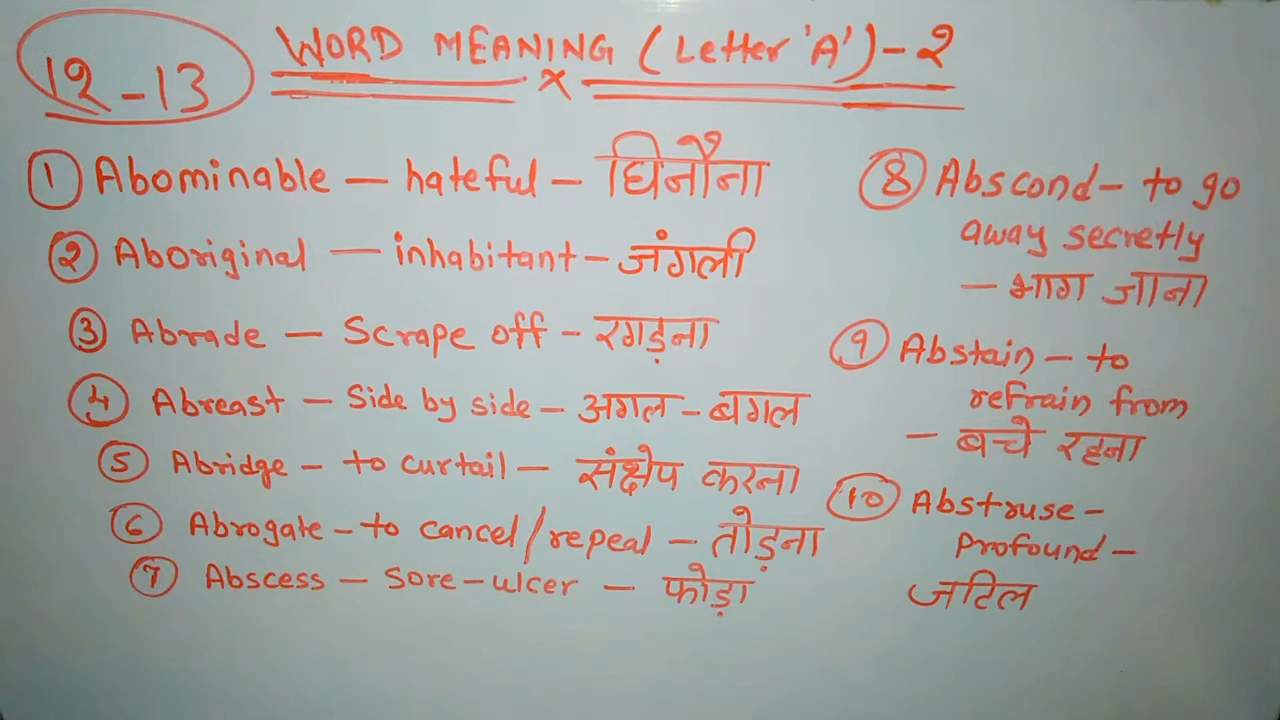 12-13
WORD MEANING (Letter 'A') - 2
x
1 Abominable – hateful – घिनौना
2 Aboriginal – inhabitant – जंगली
3 Abrade – Scrape off – रगड़ना
4 Abreast – Side by side – अगल - बगल
5 Abridge – to curtail – संक्षेप करना
6 Abrogate – to cancel/repeal – तोड़ना
7 Abscess – Sore-ulcer – फोड़ा
8 Abscond – to go
away secretly
– भाग जाना
9 Abstain – to
refrain from
– बचे रहना
10 Abstruse –
Profound –
जटिल